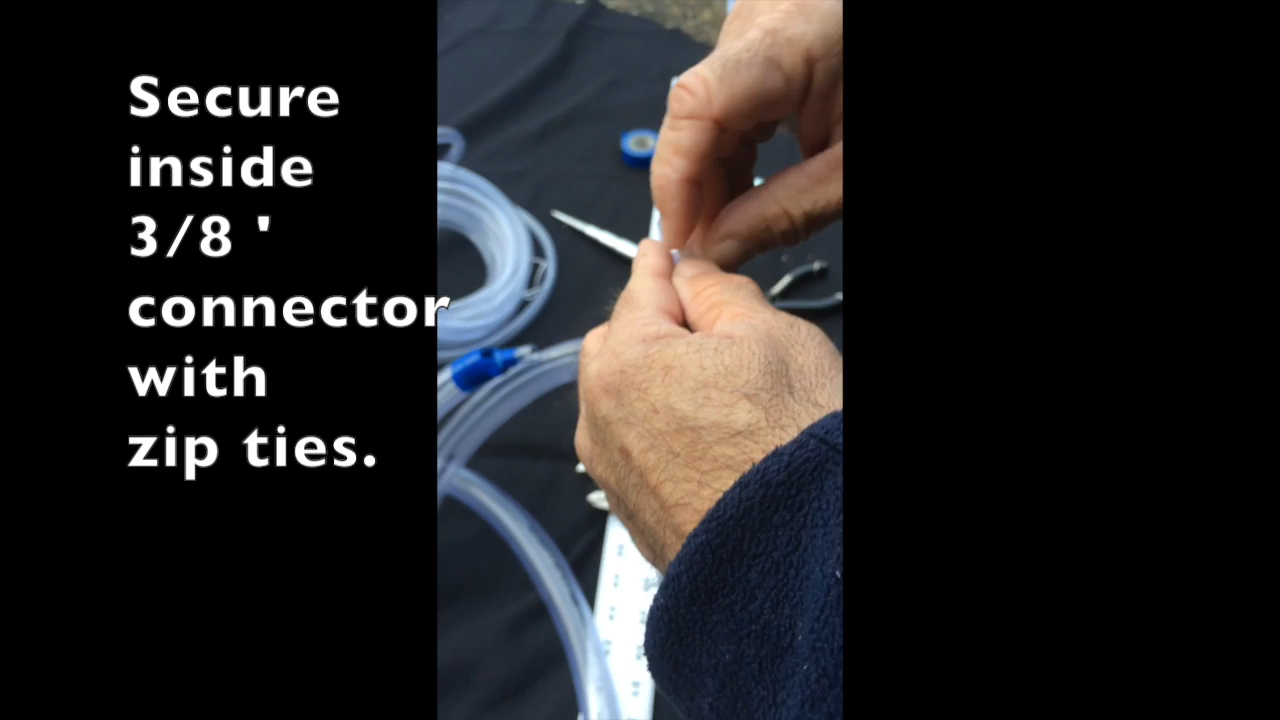 Secure
inside
3/8 '
connector
with
zip ties.